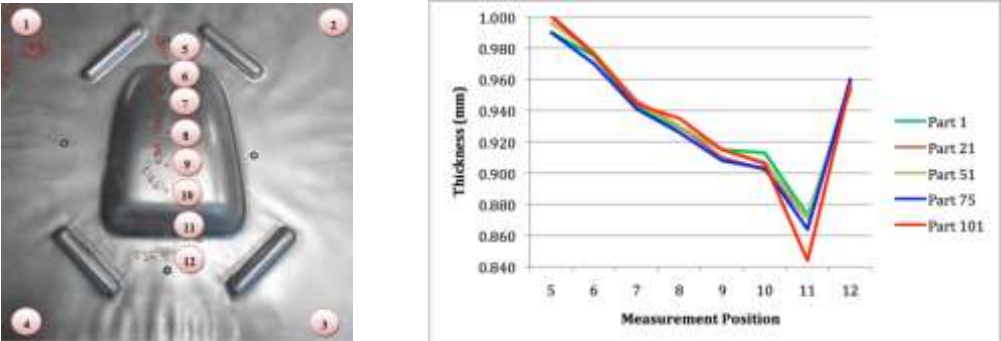 1
2
5
6
7
8
9
10
11
12
4
3
1.000
0.980
0.960
0.940
0.920
0.900
0.880
0.860
0.840
Thickness (mm)
5 6 7 8 9 10 11 12
Measurement Position
Part 1
Part 21
Part 51
Part 75
Part 101